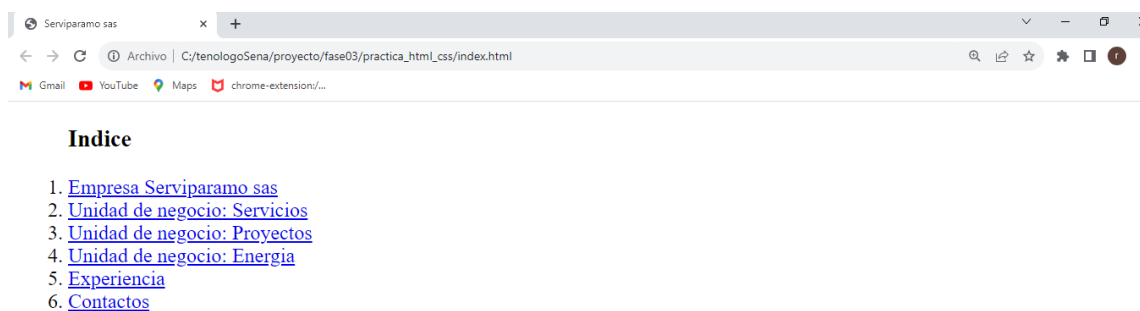 Serviparamo sas
Archivo | C:/tenologoSena/proyecto/fase03/practica_html_css/index.html
r
Gmail YouTube Maps chrome-extension:/...
Indice
1. Empresa Serviparamo sas
2. Unidad de negocio: Servicios
3. Unidad de negocio: Proyectos
4. Unidad de negocio: Energia
5. Experiencia
6. Contactos